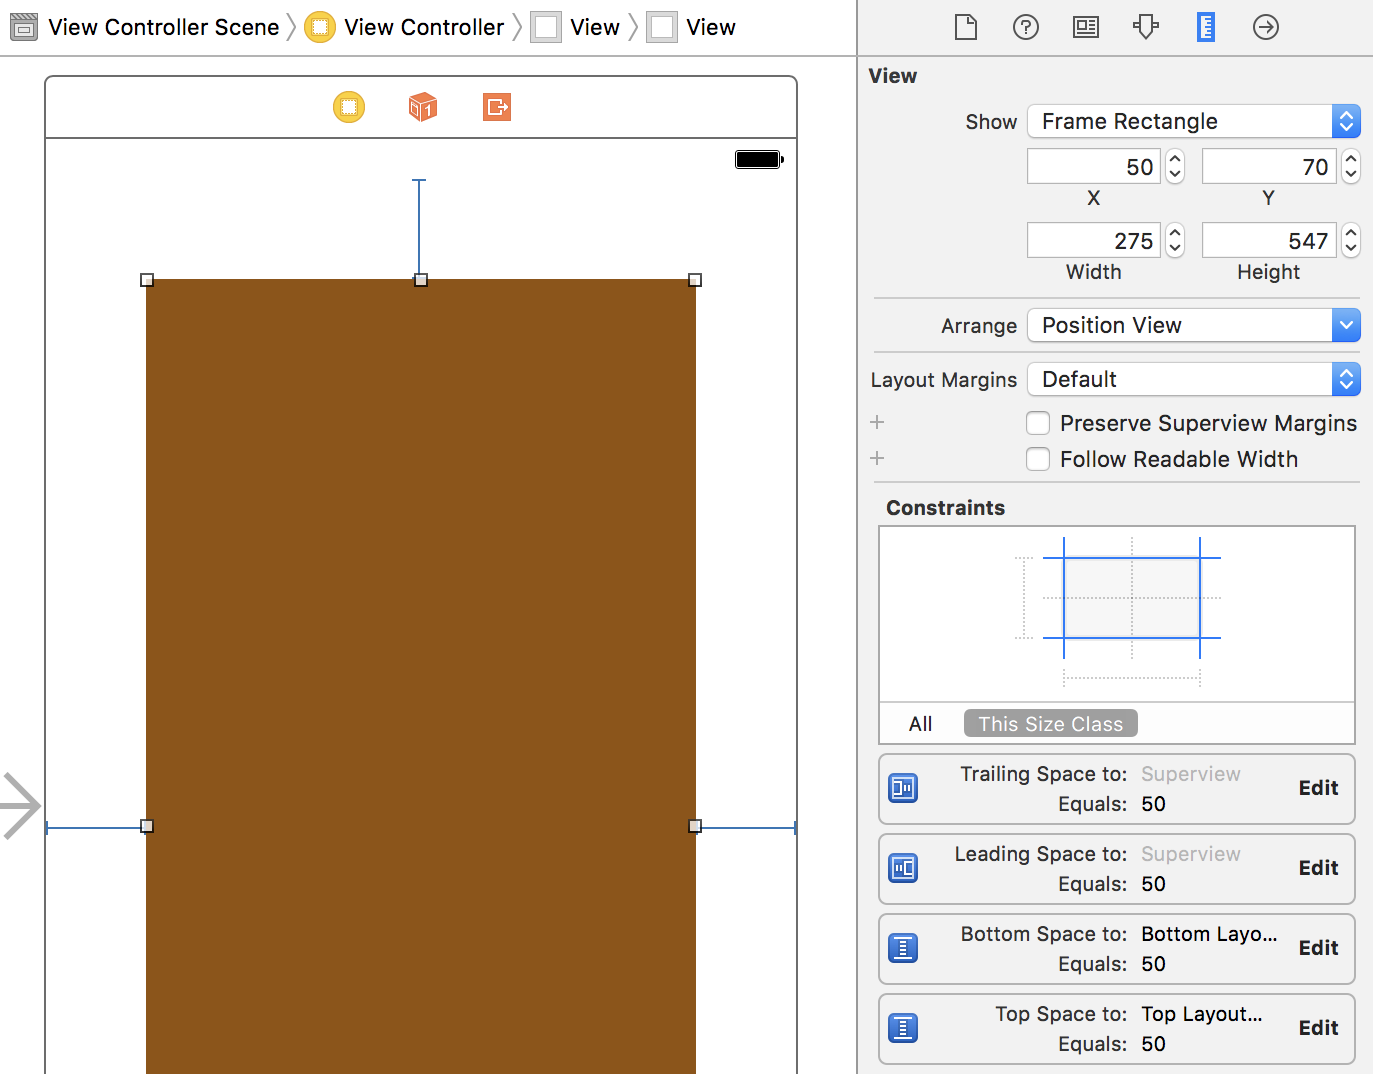 View Controller Scene View Controller View View
View
Show Frame Rectangle
50 70
X Y
275 547
Width Height
Arrange Position View
Layout Margins Default
Preserve Superview Margins
Follow Readable Width
Constraints
All This Size Class
Trailing Space to: Superview
Equals: 50 Edit
Leading Space to: Superview
Equals: 50 Edit
Bottom Space to: Bottom Layo...
Equals: 50 Edit
Top Space to: Top Layout...
Equals: 50 Edit